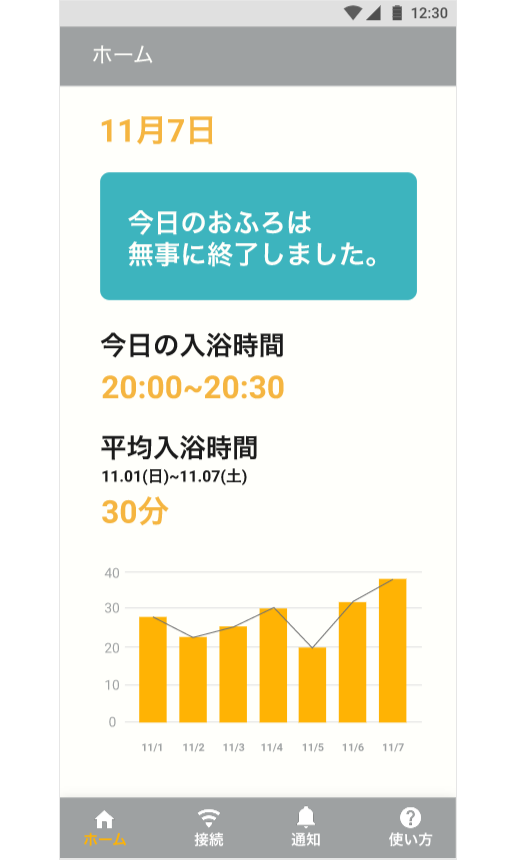 12:30
ホーム
11月7日
今日のおふろは
無事に終了しました。
今日の入浴時間
20:00~20:30
平均入浴時間
11.01(日)~11.07(土)
30分
40
30
20
10
0
11/1 11/2 11/3 11/4 11/5 11/6 11/7
ホーム 接続 通知 使い方